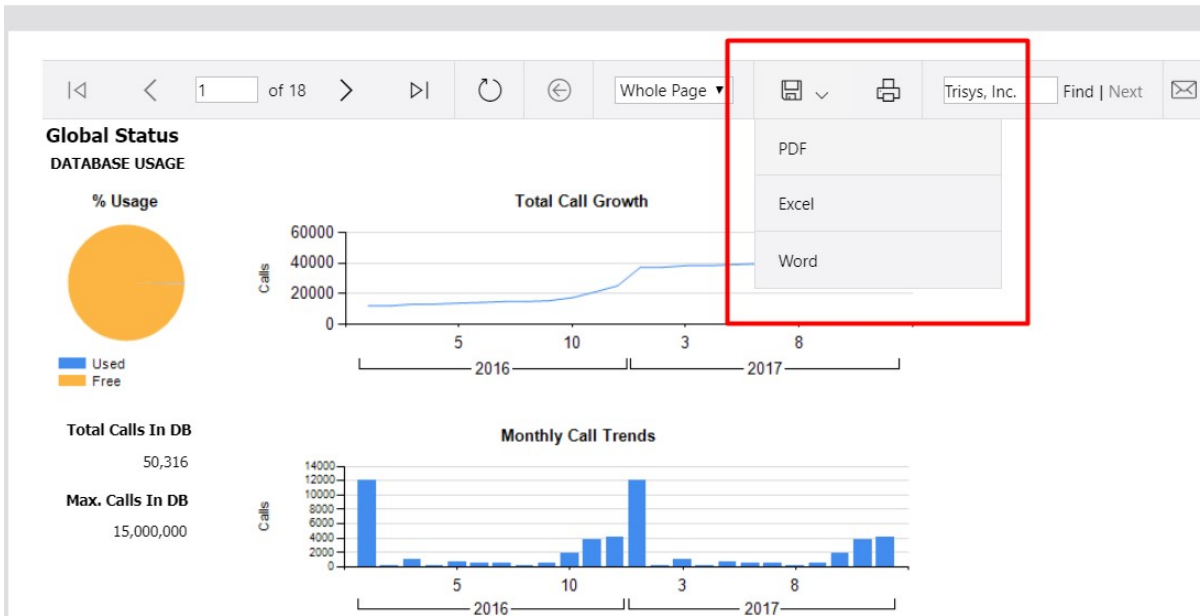 1 of 18 Whole Page Trisys, Inc. Find | Next
PDF
Excel
Word
Global Status
DATABASE USAGE
% Usage
Used
Free
Total Calls In DB
50,316
Max. Calls In DB
15,000,000
Total Call Growth
Calls
60000
40000
20000
0
5 10 3 8
2016 2017
Monthly Call Trends
Calls
14000
12000
10000
8000
6000
4000
2000
0
5 10 3 8
2016 2017